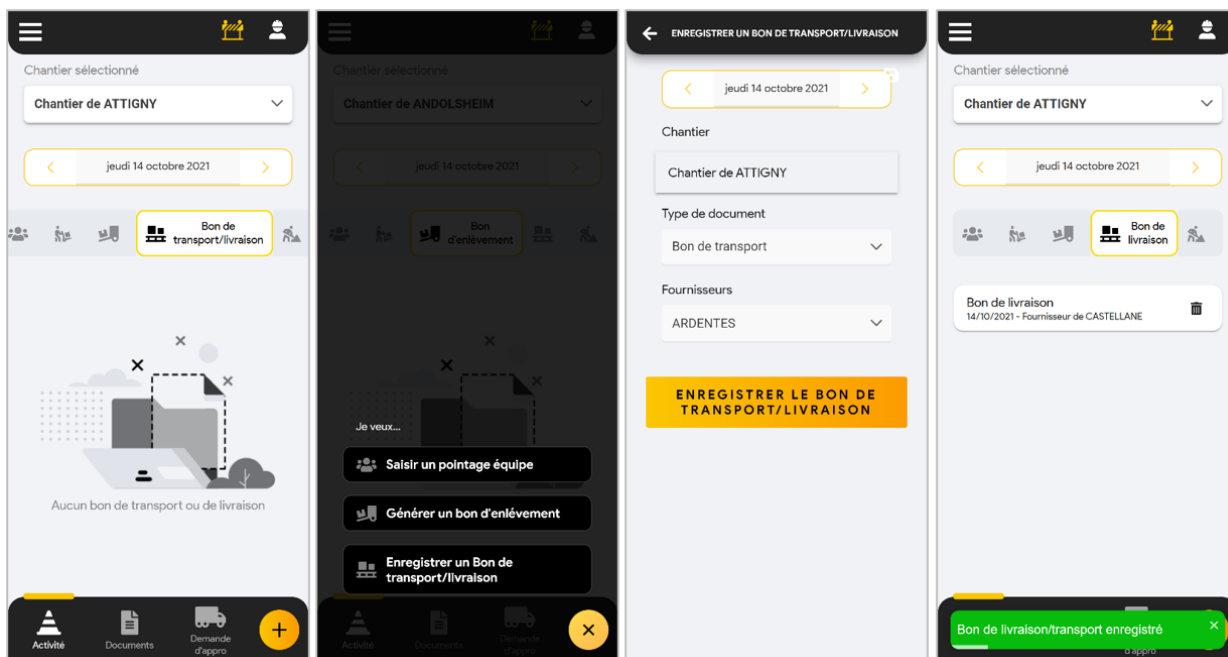 Chantier sélectionné
Chantier de ATTIGNY
jeudi 14 octobre 2021
Bon de
transport/livraison
Aucun bon de transport ou de livraison
Activité
Documents
Demande
d'appro
+
Chantier sélectionné
Chantier de ANDOLSHEIM
jeudi 14 octobre 2021
Bon
d'enlèvement
Je veux...
Saisir un pointage équipe
Générer un bon d'enlévement
Enregistrer un Bon de
transport/livraison
Activité
Documents
Demande
d'appro
×
ENREGISTRER UN BON DE TRANSPORT/LIVRAISON
jeudi 14 octobre 2021
Chantier
Chantier de ATTIGNY
Type de document
Bon de transport
Fournisseurs
ARDENTES
ENREGISTRER LE BON DE
TRANSPORT/LIVRAISON
Chantier sélectionné
Chantier de ATTIGNY
jeudi 14 octobre 2021
Bon de
livraison
Bon de livraison
14/10/2021 - Fournisseur de CASTELLANE
Bon de livraison/transport enregistré
×
d'appro